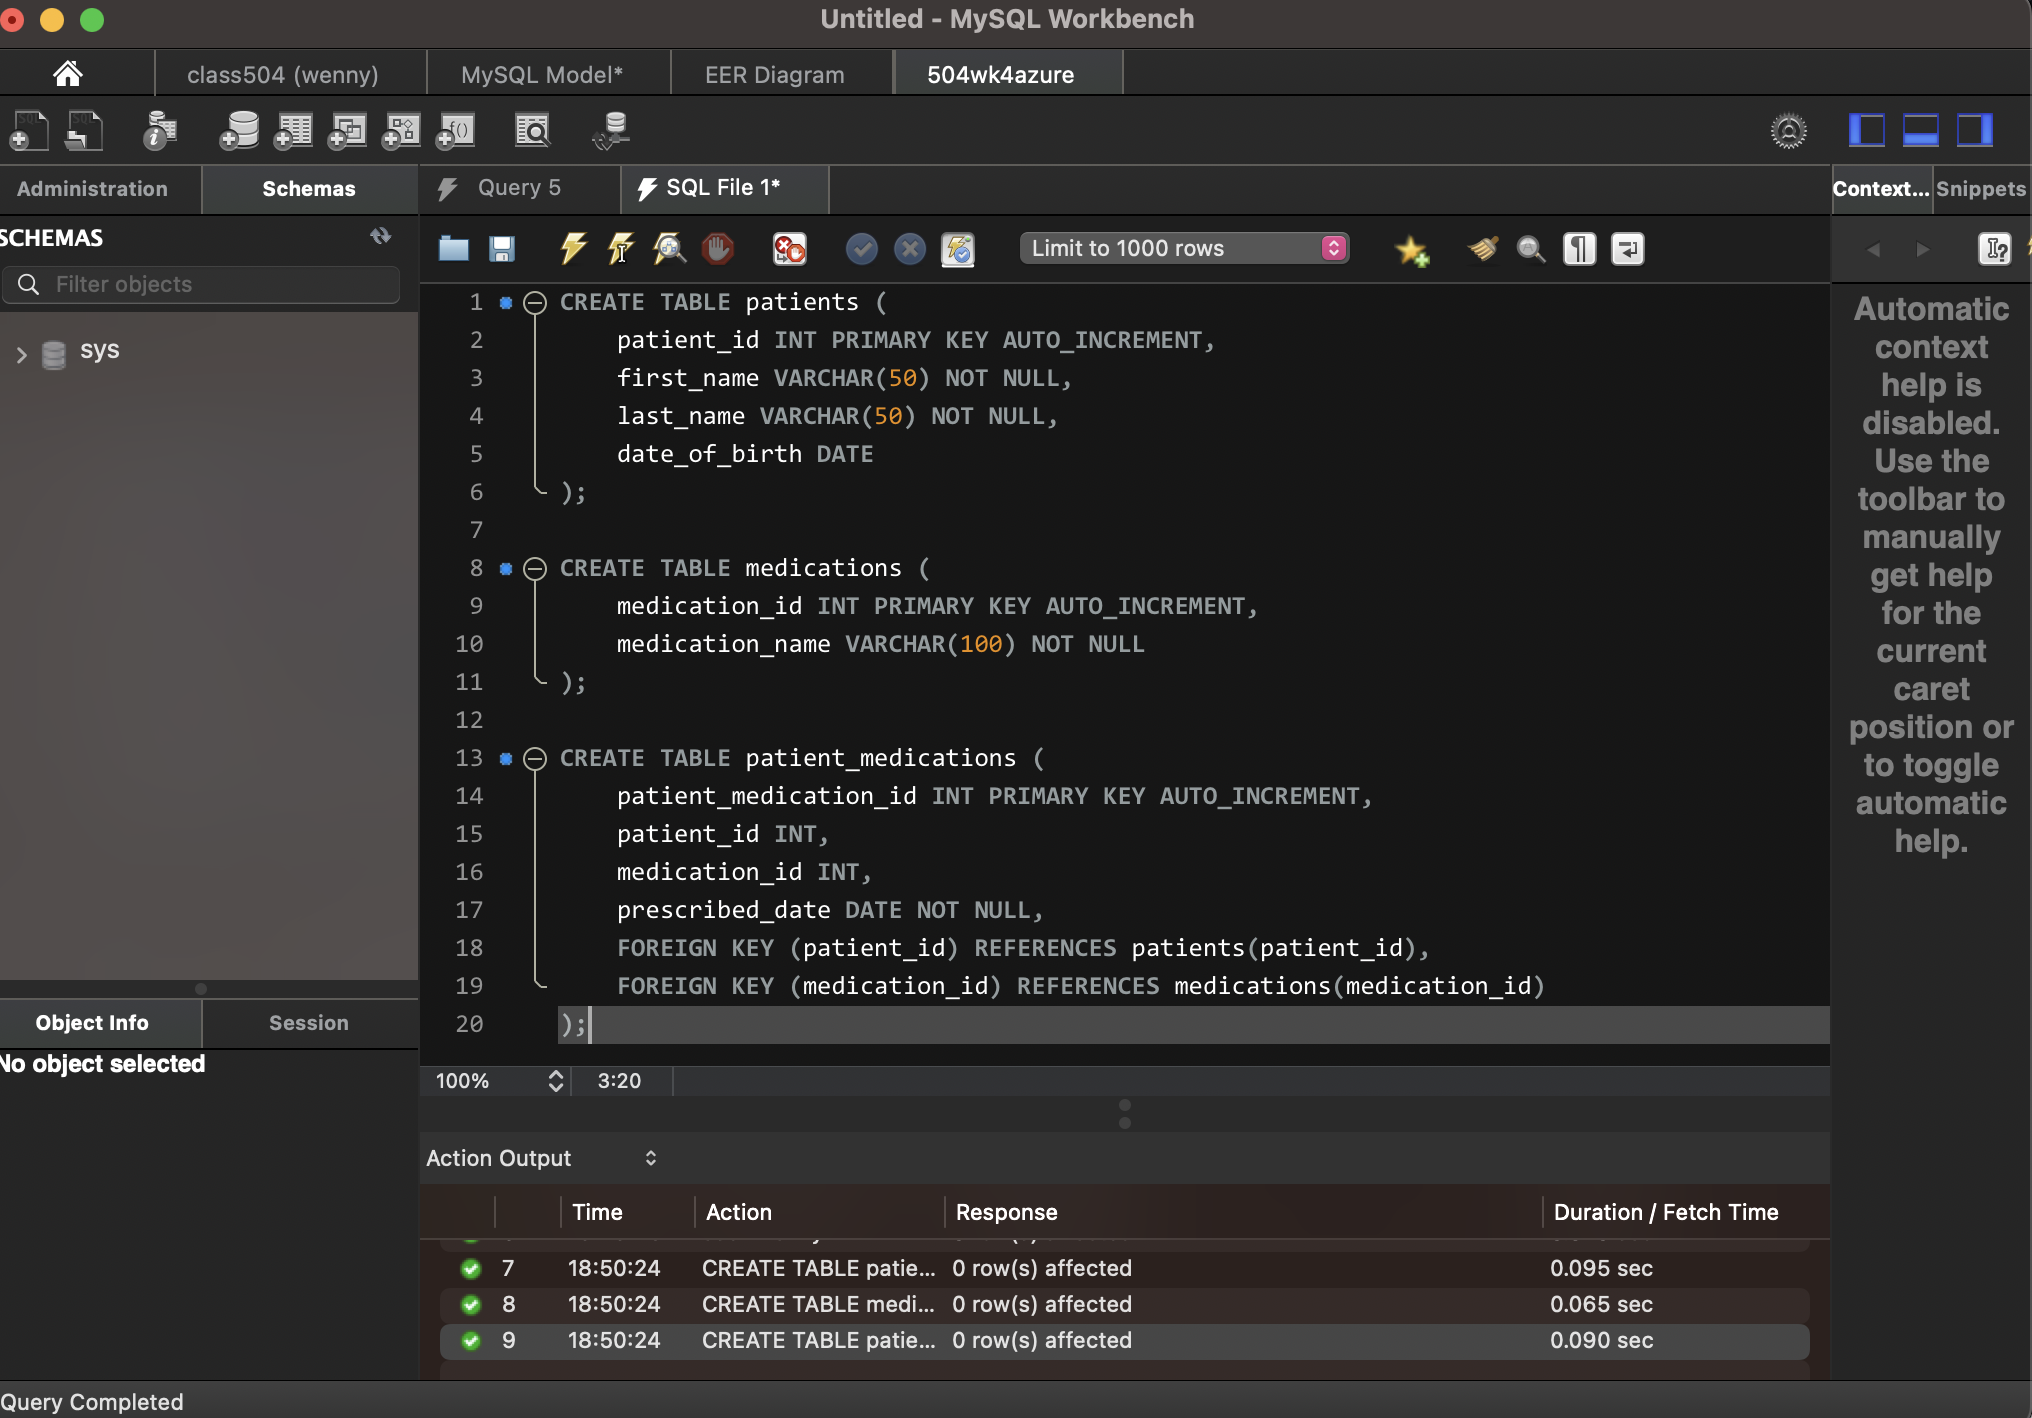 Untitled - MySQL Workbench
class504 (wenny)
MySQL Model*
EER Diagram
504wk4azure
Administration
Schemas
SCHEMAS
Filter objects
sys
Object Info
Session
No object selected
Query 5
SQL File 1*
Limit to 1000 rows
1 CREATE TABLE patients (
2 patient_id INT PRIMARY KEY AUTO_INCREMENT,
3 first_name VARCHAR(50) NOT NULL,
4 last_name VARCHAR(50) NOT NULL,
5 date_of_birth DATE
6 );
7
8 CREATE TABLE medications (
9 medication_id INT PRIMARY KEY AUTO_INCREMENT,
10 medication_name VARCHAR(100) NOT NULL
11 );
12
13 CREATE TABLE patient_medications (
14 patient_medication_id INT PRIMARY KEY AUTO_INCREMENT,
15 patient_id INT,
16 medication_id INT,
17 prescribed_date DATE NOT NULL,
18 FOREIGN KEY (patient_id) REFERENCES patients(patient_id),
19 FOREIGN KEY (medication_id) REFERENCES medications(medication_id)
20 );
100%
3:20
Action Output
Time Action Response Duration / Fetch Time
7 18:50:24 CREATE TABLE patie... 0 row(s) affected 0.095 sec
8 18:50:24 CREATE TABLE medi... 0 row(s) affected 0.065 sec
9 18:50:24 CREATE TABLE patie... 0 row(s) affected 0.090 sec
Context...
Snippets
Automatic
context
help is
disabled.
Use the
toolbar to
manually
get help
for the
current
caret
position or
to toggle
automatic
help.
Query Completed